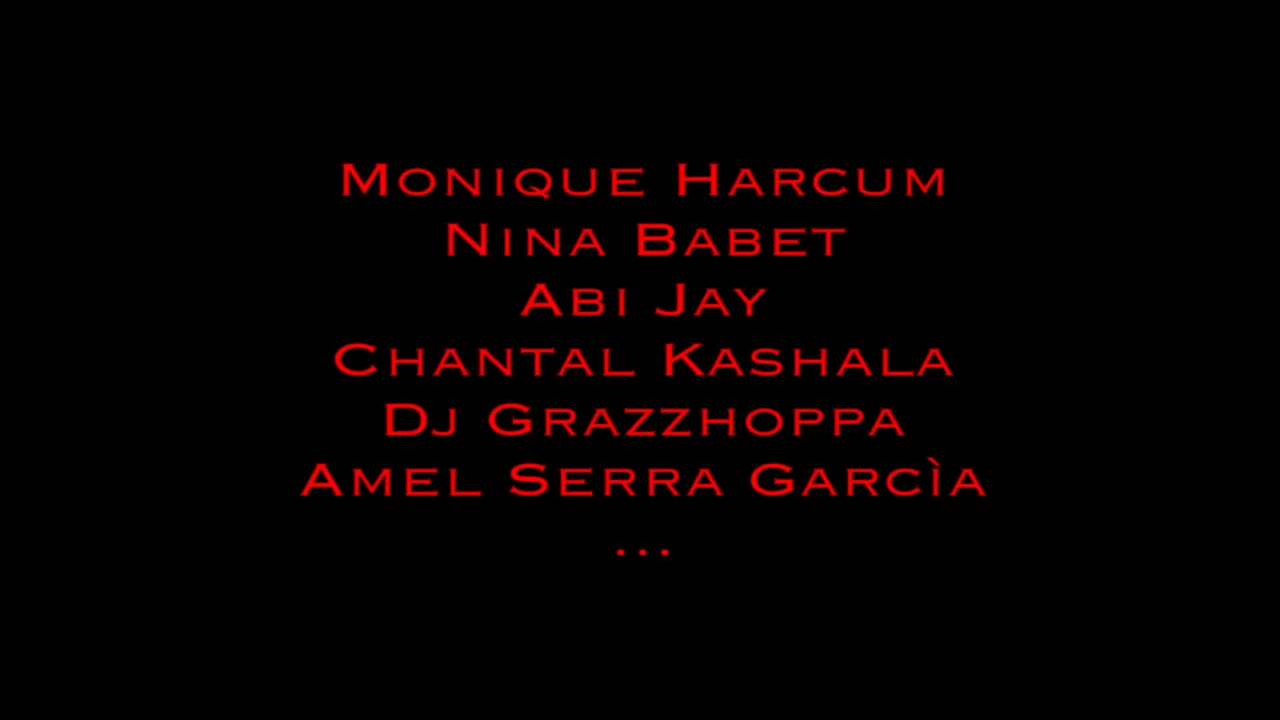 Monique Harcum
Nina Babet
Abi Jay
Chantal Kashala
Dj Grazzhoppa
Amel Serra Garcìa
...